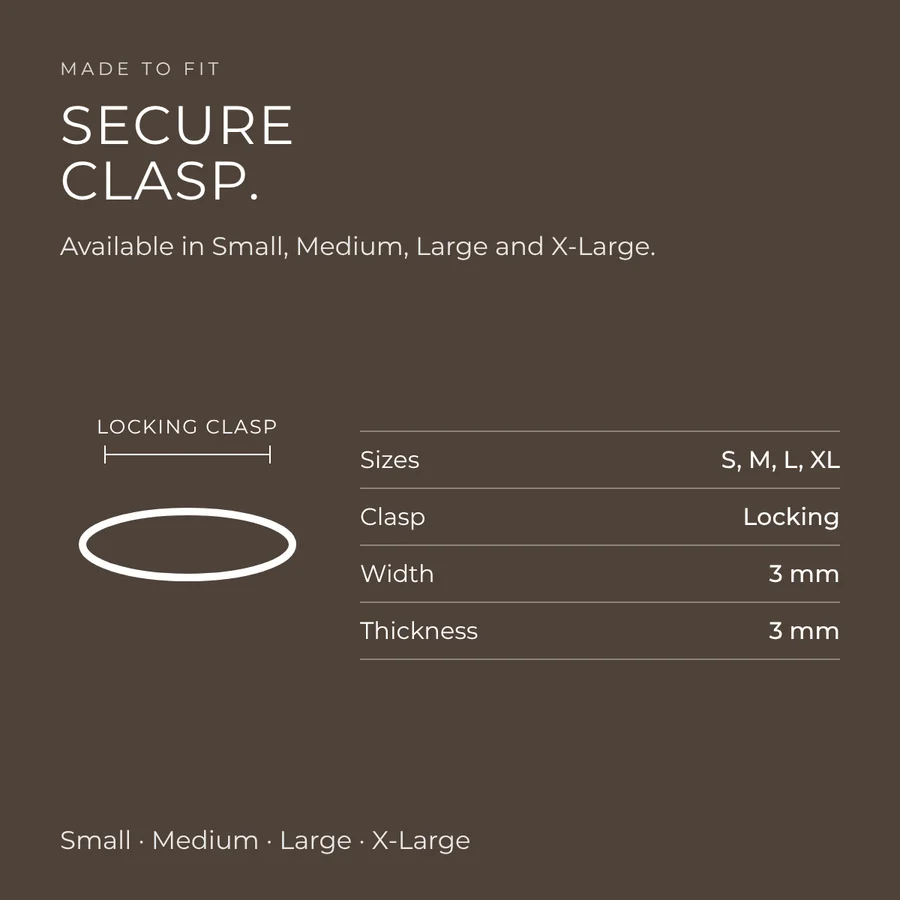 MADE TO FIT
SECURE
CLASP.
Available in Small, Medium, Large and X-Large.
LOCKING CLASP
Sizes S, M, L, XL
Clasp Locking
Width 3 mm
Thickness 3 mm
Small · Medium · Large · X-Large